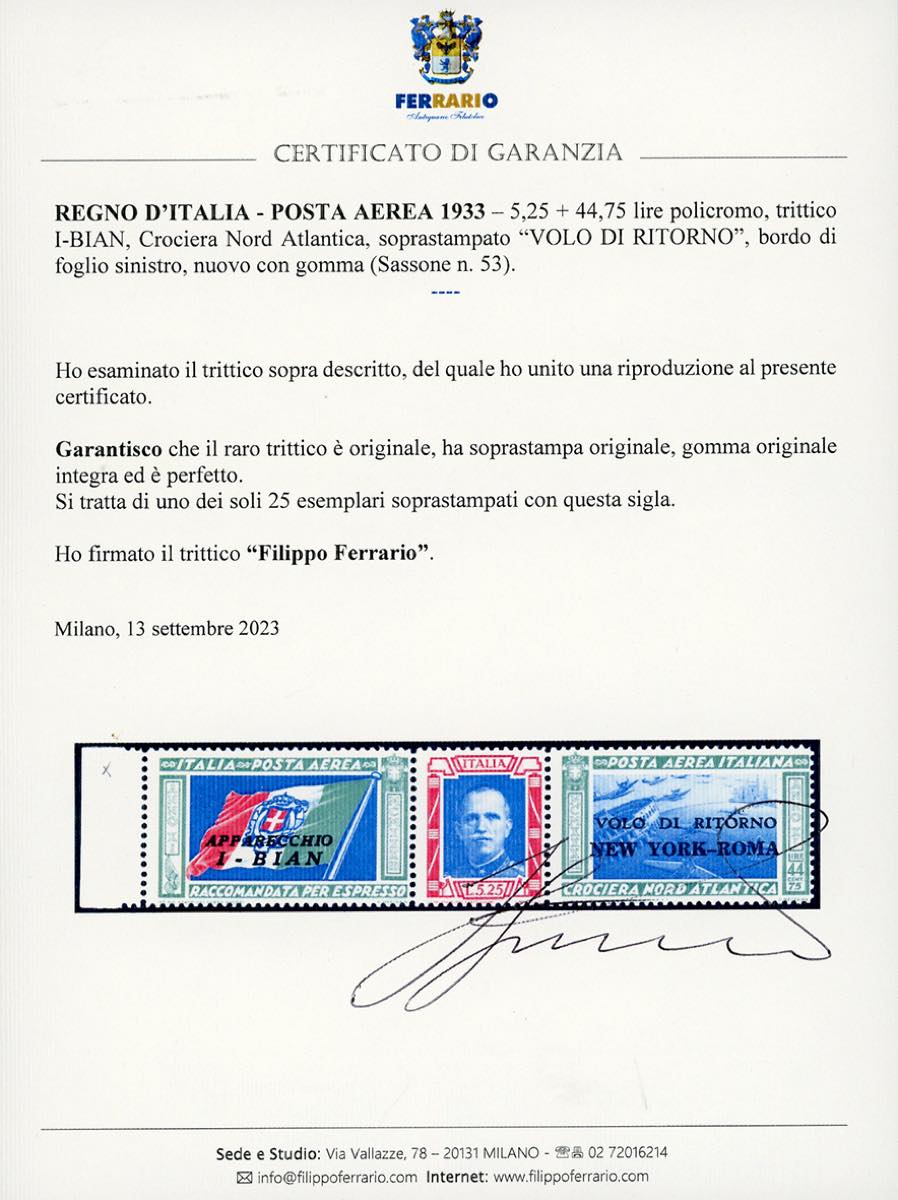 FERRARIO
Antiquario Filatelico
CERTIFICATO DI GARANZIA
REGNO D’ITALIA - POSTA AEREA 1933 – 5,25 + 44,75 lire policromo, trittico
I-BIAN, Crociera Nord Atlantica, soprastampato “VOLO DI RITORNO”, bordo di
foglio sinistro, nuovo con gomma (Sassone n. 53).
Ho esaminato il trittico sopra descritto, del quale ho unito una riproduzione al presente
certificato.
Garantisco che il raro trittico è originale, ha soprastampa originale, gomma originale
integra ed è perfetto.
Si tratta di uno dei soli 25 esemplari soprastampati con questa sigla.
Ho firmato il trittico “Filippo Ferrario”.
Milano, 13 settembre 2023
ITALIA POSTA AEREA
APPARECCHIO
I-BIAN
RACCOMANDATA PER ESPRESSO
ITALIA
L.5.25
POSTA AEREA ITALIANA
VOLO DI RITORNO
NEW YORK-ROMA
LIRE
44
CENT
75
CROCIERA NORD ATLANTICA
Sede e Studio: Via Vallazze, 78 – 20131 MILANO - ☏ 02 72016214
✉ info@filippoferrario.com Internet: www.filippoferrario.com